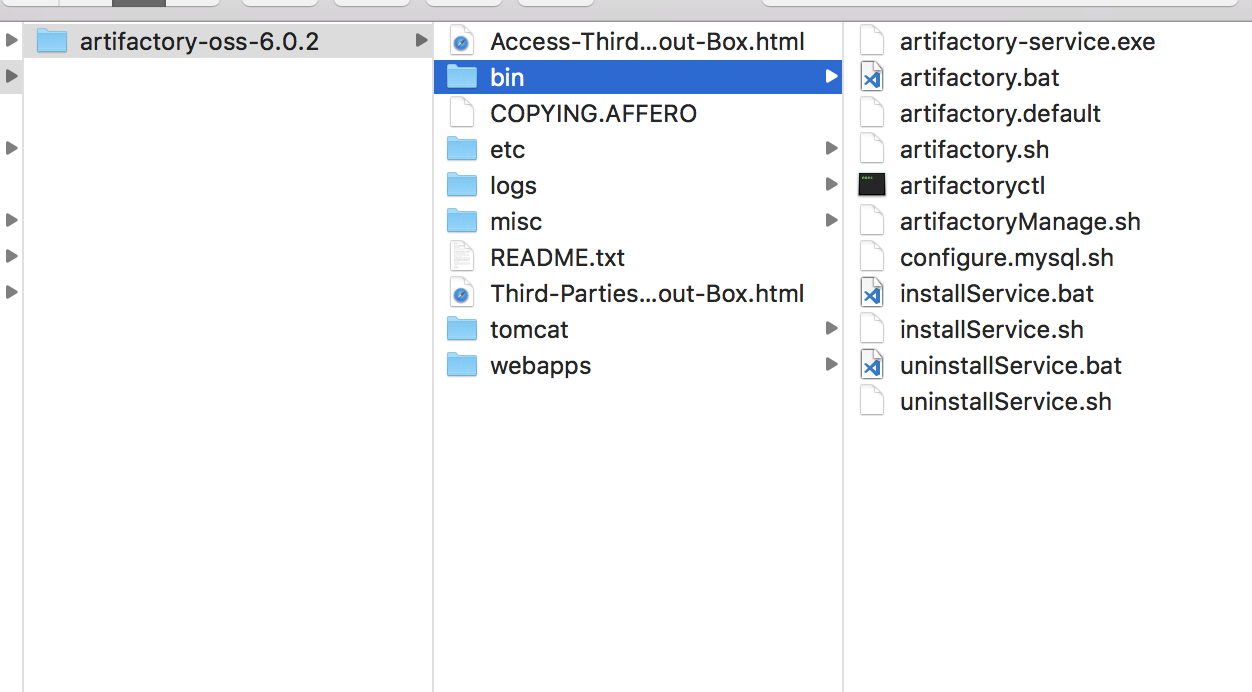 artifactory-oss-6.0.2
Access-Third...out-Box.html
bin
COPYING.AFFERO
etc
logs
misc
README.txt
Third-Parties...out-Box.html
tomcat
webapps
artifactory-service.exe
artifactory.bat
artifactory.default
artifactory.sh
artifactoryctl
artifactoryManage.sh
configure.mysql.sh
installService.bat
installService.sh
uninstallService.bat
uninstallService.sh